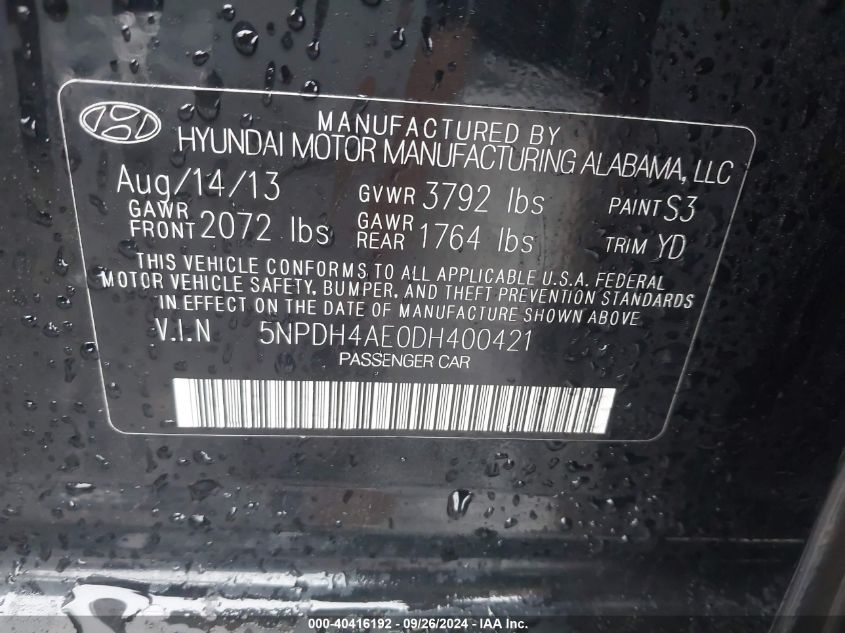 MANUFACTURED BY
HYUNDAI MOTOR MANUFACTURING ALABAMA, LLC
Aug/14/13 GVWR 3792 lbs PAINT S3
GAWR FRONT 2072 lbs GAWR REAR 1764 lbs TRIM YD
THIS VEHICLE CONFORMS TO ALL APPLICABLE U.S.A. FEDERAL
MOTOR VEHICLE SAFETY, BUMPER, AND THEFT PREVENTION STANDARDS
IN EFFECT ON THE DATE OF MANUFACTURE SHOWN ABOVE
V.I.N 5NPDH4AE0DH400421
PASSENGER CAR
000-40416192 - 09/26/2024 - IAA Inc.